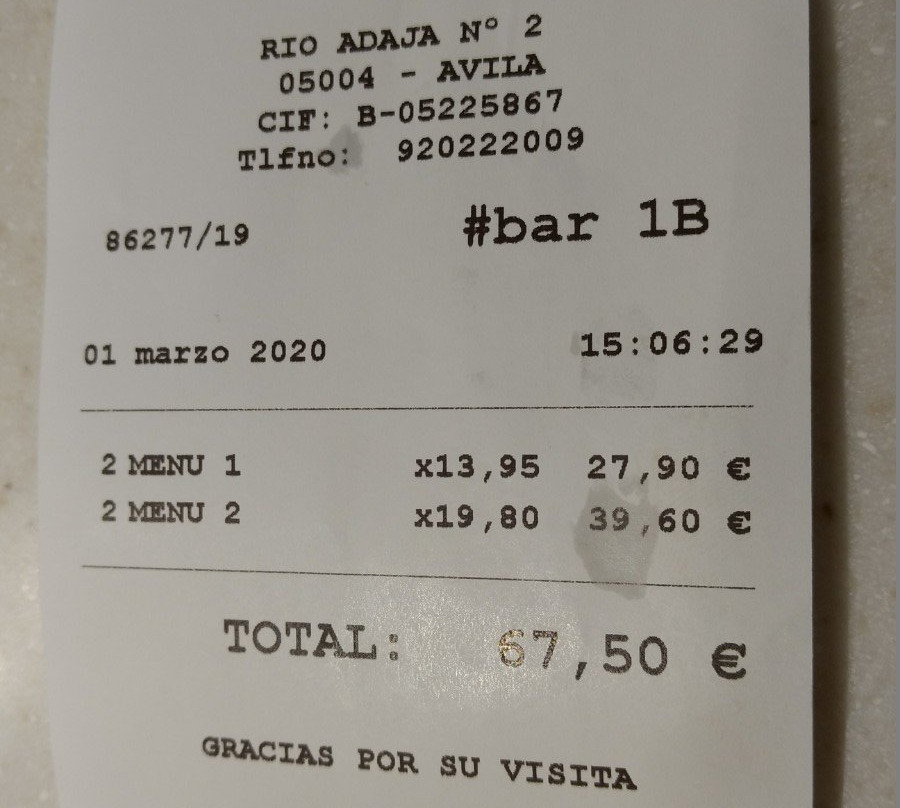 RIO ADAJA Nº 2
05004 - AVILA
CIF: B-05225867
Tlfno: 920222009
86277/19 #bar 1B
01 marzo 2020 15:06:29
2 MENU 1 x13,95 27,90 €
2 MENU 2 x19,80 39,60 €
TOTAL: 67,50 €
GRACIAS POR SU VISITA